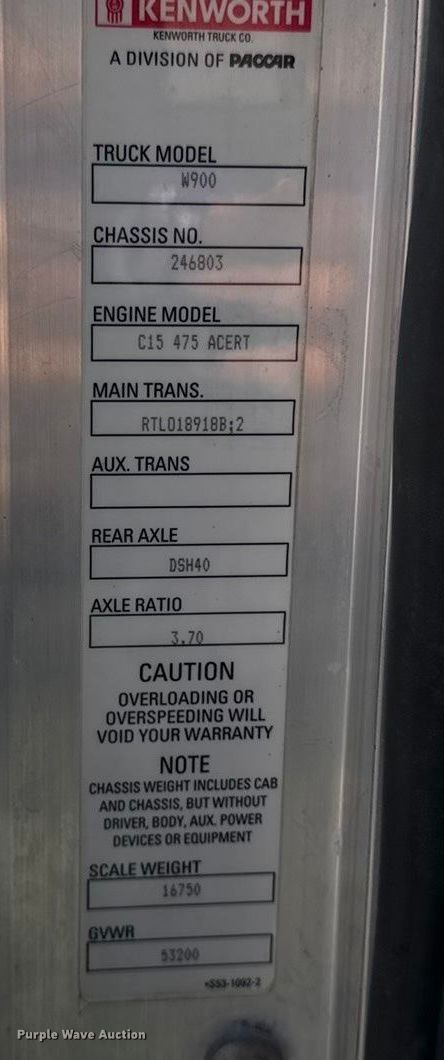 KENWORTH
KENWORTH TRUCK CO.
A DIVISION OF PACCAR
TRUCK MODEL
W900
CHASSIS NO.
246803
ENGINE MODEL
C15 475 ACERT
MAIN TRANS.
RTLO18918B;2
AUX. TRANS
REAR AXLE
DSH40
AXLE RATIO
3.70
CAUTION
OVERLOADING OR
OVERSPEEDING WILL
VOID YOUR WARRANTY
NOTE
CHASSIS WEIGHT INCLUDES CAB
AND CHASSIS, BUT WITHOUT
DRIVER, BODY, AUX. POWER
DEVICES OR EQUIPMENT
SCALE WEIGHT
16750
GVWR
53200
Purple Wave Auction